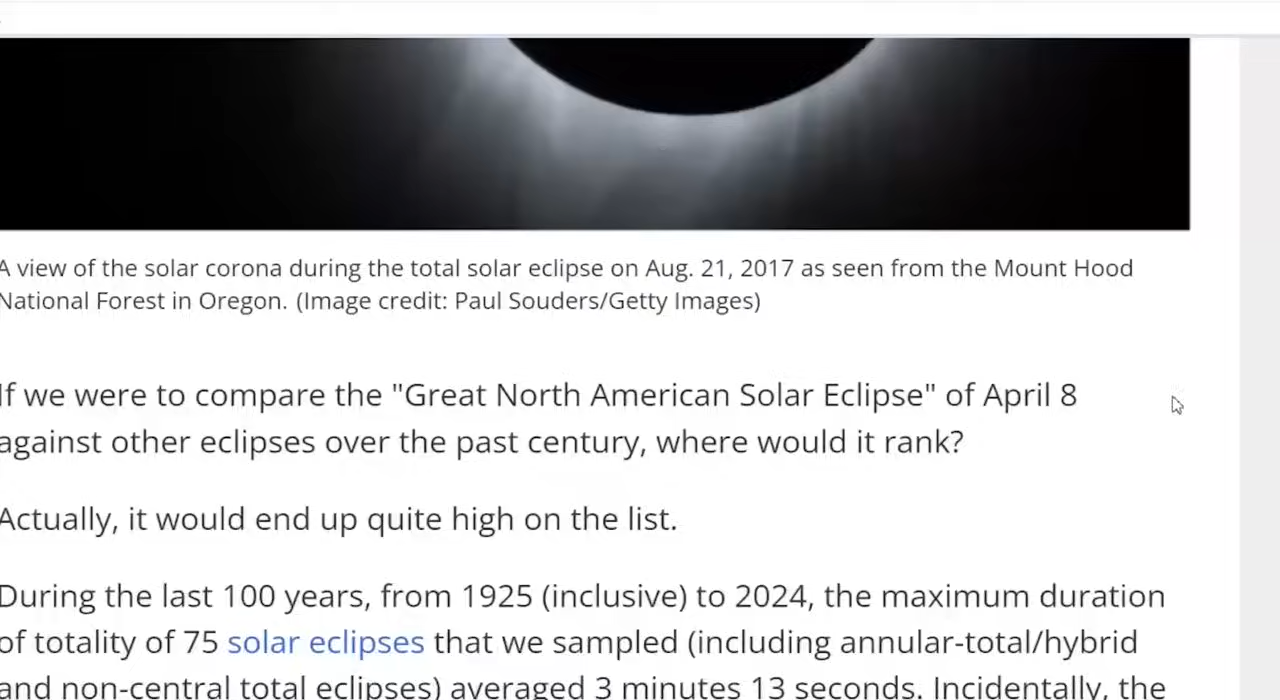 A view of the solar corona during the total solar eclipse on Aug. 21, 2017 as seen from the Mount Hood
National Forest in Oregon. (Image credit: Paul Souders/Getty Images)
If we were to compare the "Great North American Solar Eclipse" of April 8
against other eclipses over the past century, where would it rank?
Actually, it would end up quite high on the list.
During the last 100 years, from 1925 (inclusive) to 2024, the maximum duration
of totality of 75 solar eclipses that we sampled (including annular-total/hybrid
and non-central total eclipses) averaged 3 minutes 13 seconds. Incidentally, the